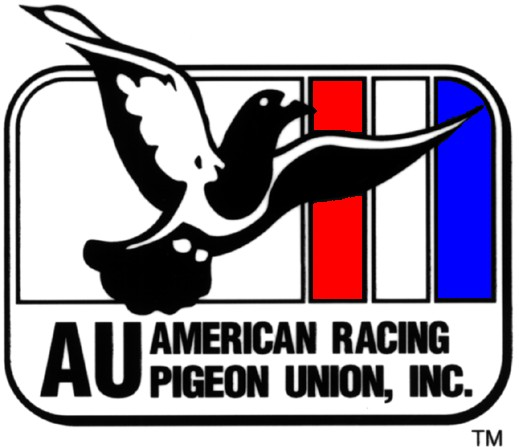 AU AMERICAN RACING
PIGEON UNION, INC.
TM